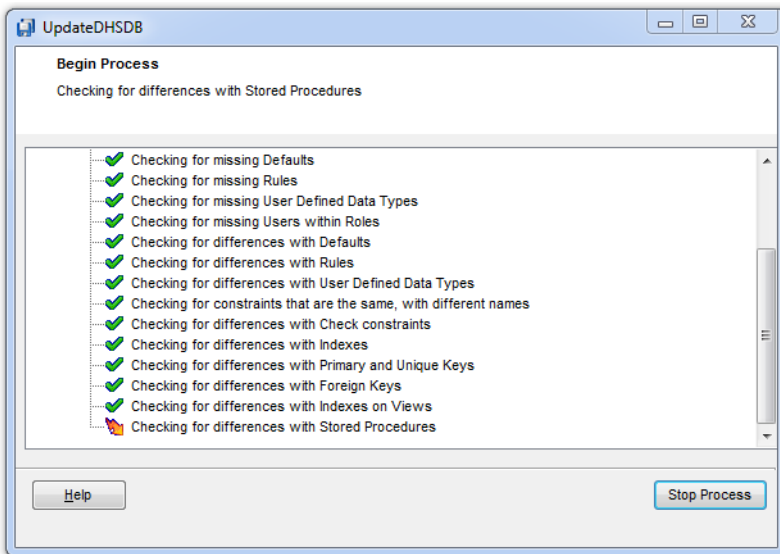 UpdateDHSDB
Begin Process
Checking for differences with Stored Procedures
Checking for missing Defaults
Checking for missing Rules
Checking for missing User Defined Data Types
Checking for missing Users within Roles
Checking for differences with Defaults
Checking for differences with Rules
Checking for differences with User Defined Data Types
Checking for constraints that are the same, with different names
Checking for differences with Check constraints
Checking for differences with Indexes
Checking for differences with Primary and Unique Keys
Checking for differences with Foreign Keys
Checking for differences with Indexes on Views
Checking for differences with Stored Procedures
Help
Stop Process